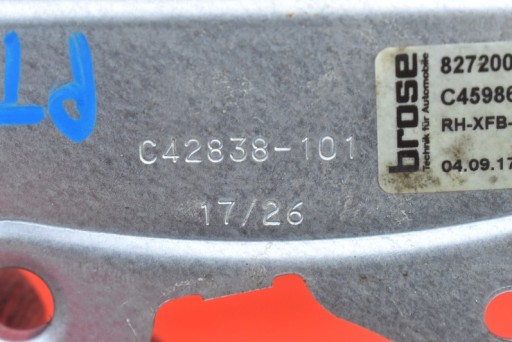 brose
Technik für Automobile
827200
C45986
RH-XFB-
04.09.17
C42838-101
17/26